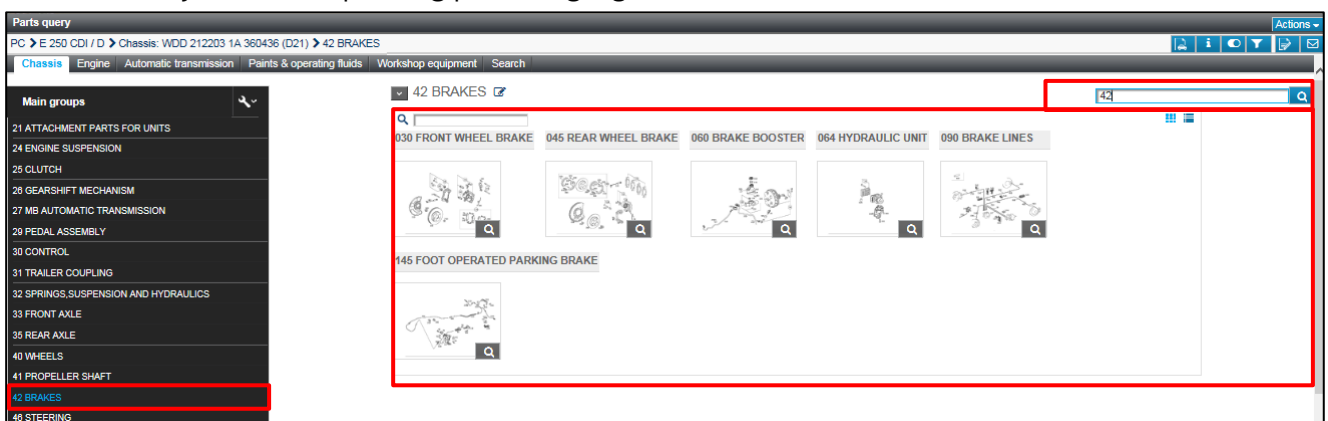 Parts query
Actions
PC > E 250 CDI / D > Chassis: WDD 212203 1A 360436 (D21) > 42 BRAKES
Chassis Engine Automatic transmission Paints & operating fluids Workshop equipment Search
Main groups
42 BRAKES
42
21 ATTACHMENT PARTS FOR UNITS
24 ENGINE SUSPENSION
25 CLUTCH
26 GEARSHIFT MECHANISM
27 MB AUTOMATIC TRANSMISSION
29 PEDAL ASSEMBLY
30 CONTROL
31 TRAILER COUPLING
32 SPRINGS,SUSPENSION AND HYDRAULICS
33 FRONT AXLE
35 REAR AXLE
40 WHEELS
41 PROPELLER SHAFT
42 BRAKES
46 STEERING
030 FRONT WHEEL BRAKE 045 REAR WHEEL BRAKE 060 BRAKE BOOSTER 064 HYDRAULIC UNIT 090 BRAKE LINES
145 FOOT OPERATED PARKING BRAKE